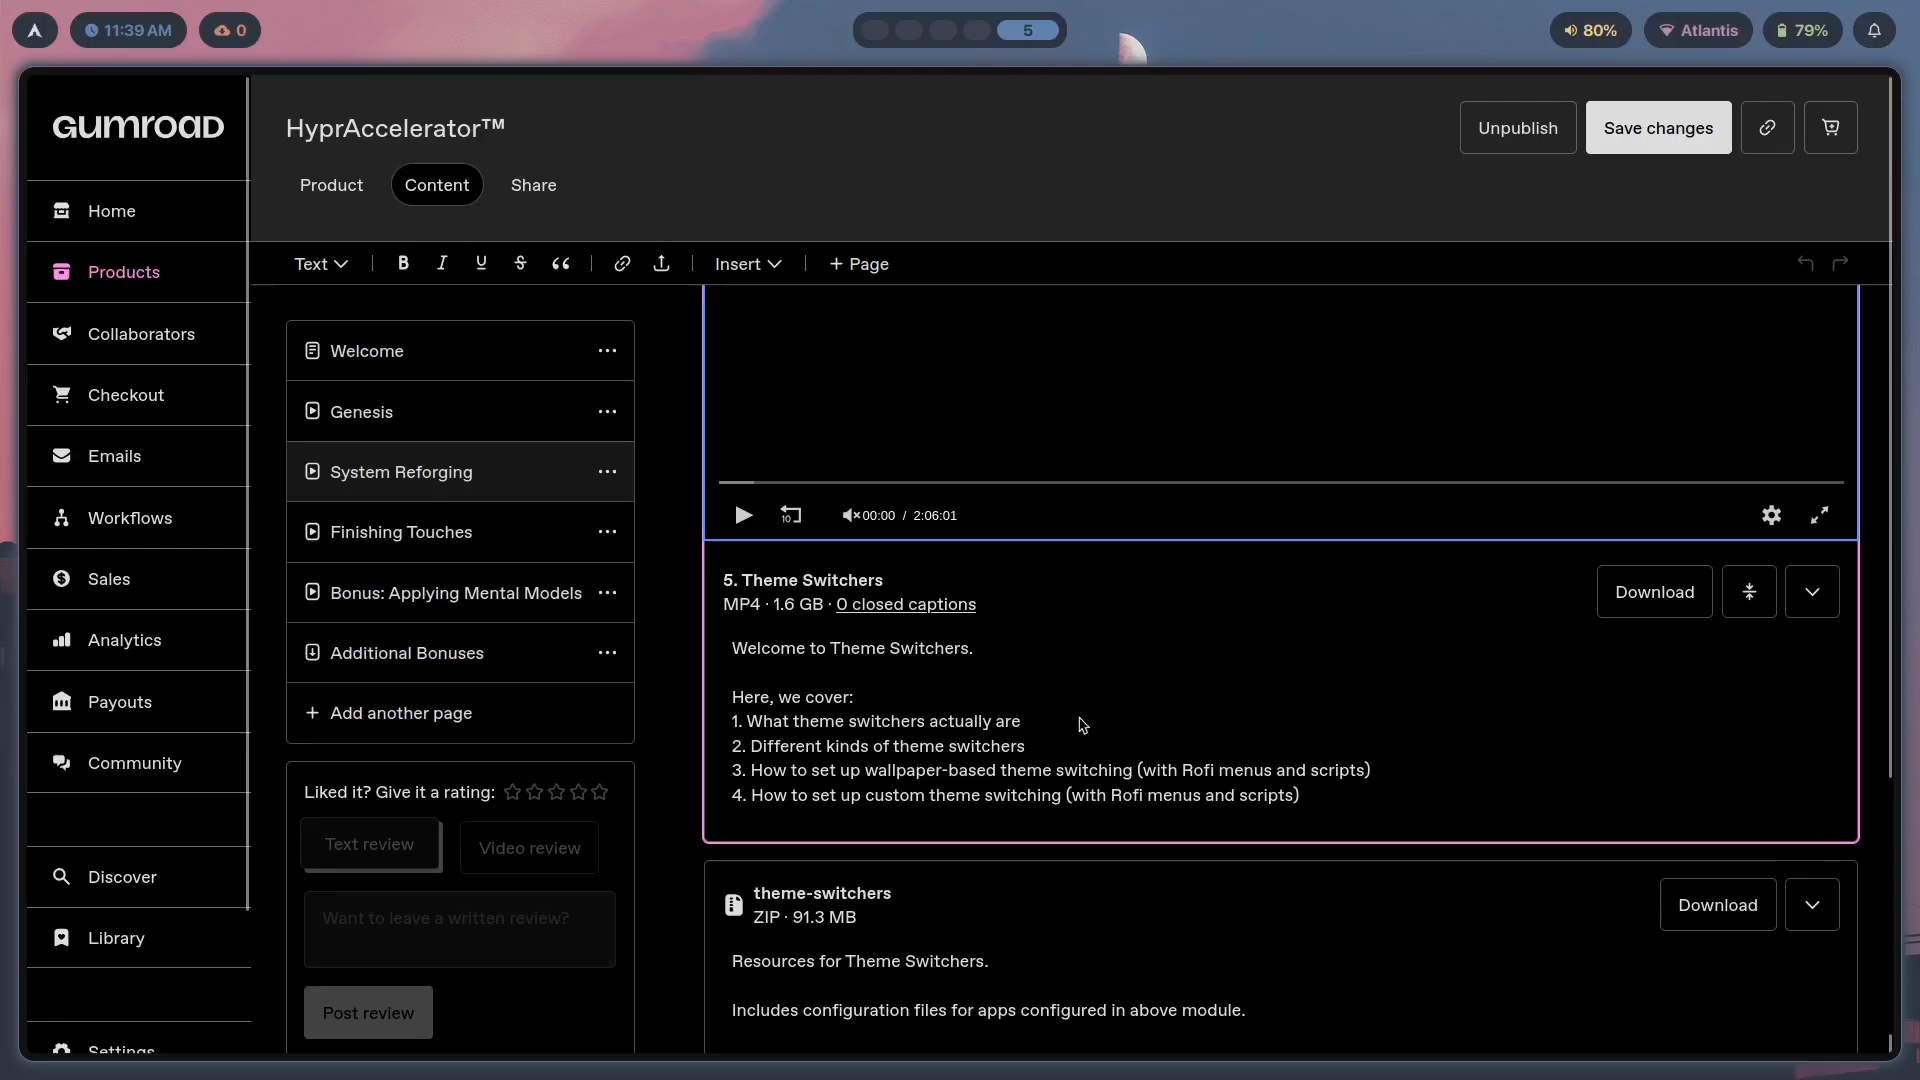 11:39 AM
0
5
80%
Atlantis
79%
GUMROAD
Home
Products
Collaborators
Checkout
Emails
Workflows
Sales
Analytics
Payouts
Community
Discover
Library
Settings
HyprAccelerator™
Unpublish
Save changes
Product
Content
Share
Text
B
I
U
S
Insert
+ Page
Welcome
Genesis
System Reforging
Finishing Touches
Bonus: Applying Mental Models
Additional Bonuses
+ Add another page
Liked it? Give it a rating:
Text review
Video review
Want to leave a written review?
Post review
10
00:00 / 2:06:01
5. Theme Switchers
MP4 · 1.6 GB · 0 closed captions
Download
Welcome to Theme Switchers.
Here, we cover:
1. What theme switchers actually are
2. Different kinds of theme switchers
3. How to set up wallpaper-based theme switching (with Rofi menus and scripts)
4. How to set up custom theme switching (with Rofi menus and scripts)
theme-switchers
ZIP · 91.3 MB
Download
Resources for Theme Switchers.
Includes configuration files for apps configured in above module.